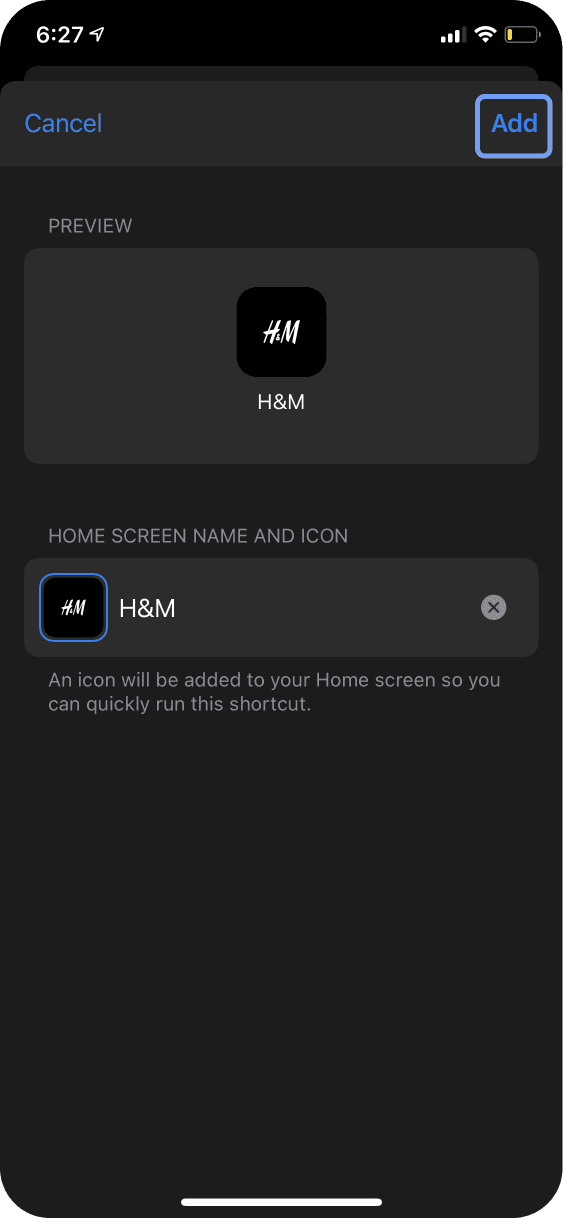 6:27
Cancel
Add
PREVIEW
H&M
H&M
HOME SCREEN NAME AND ICON
H&M
H&M
An icon will be added to your Home screen so you
can quickly run this shortcut.